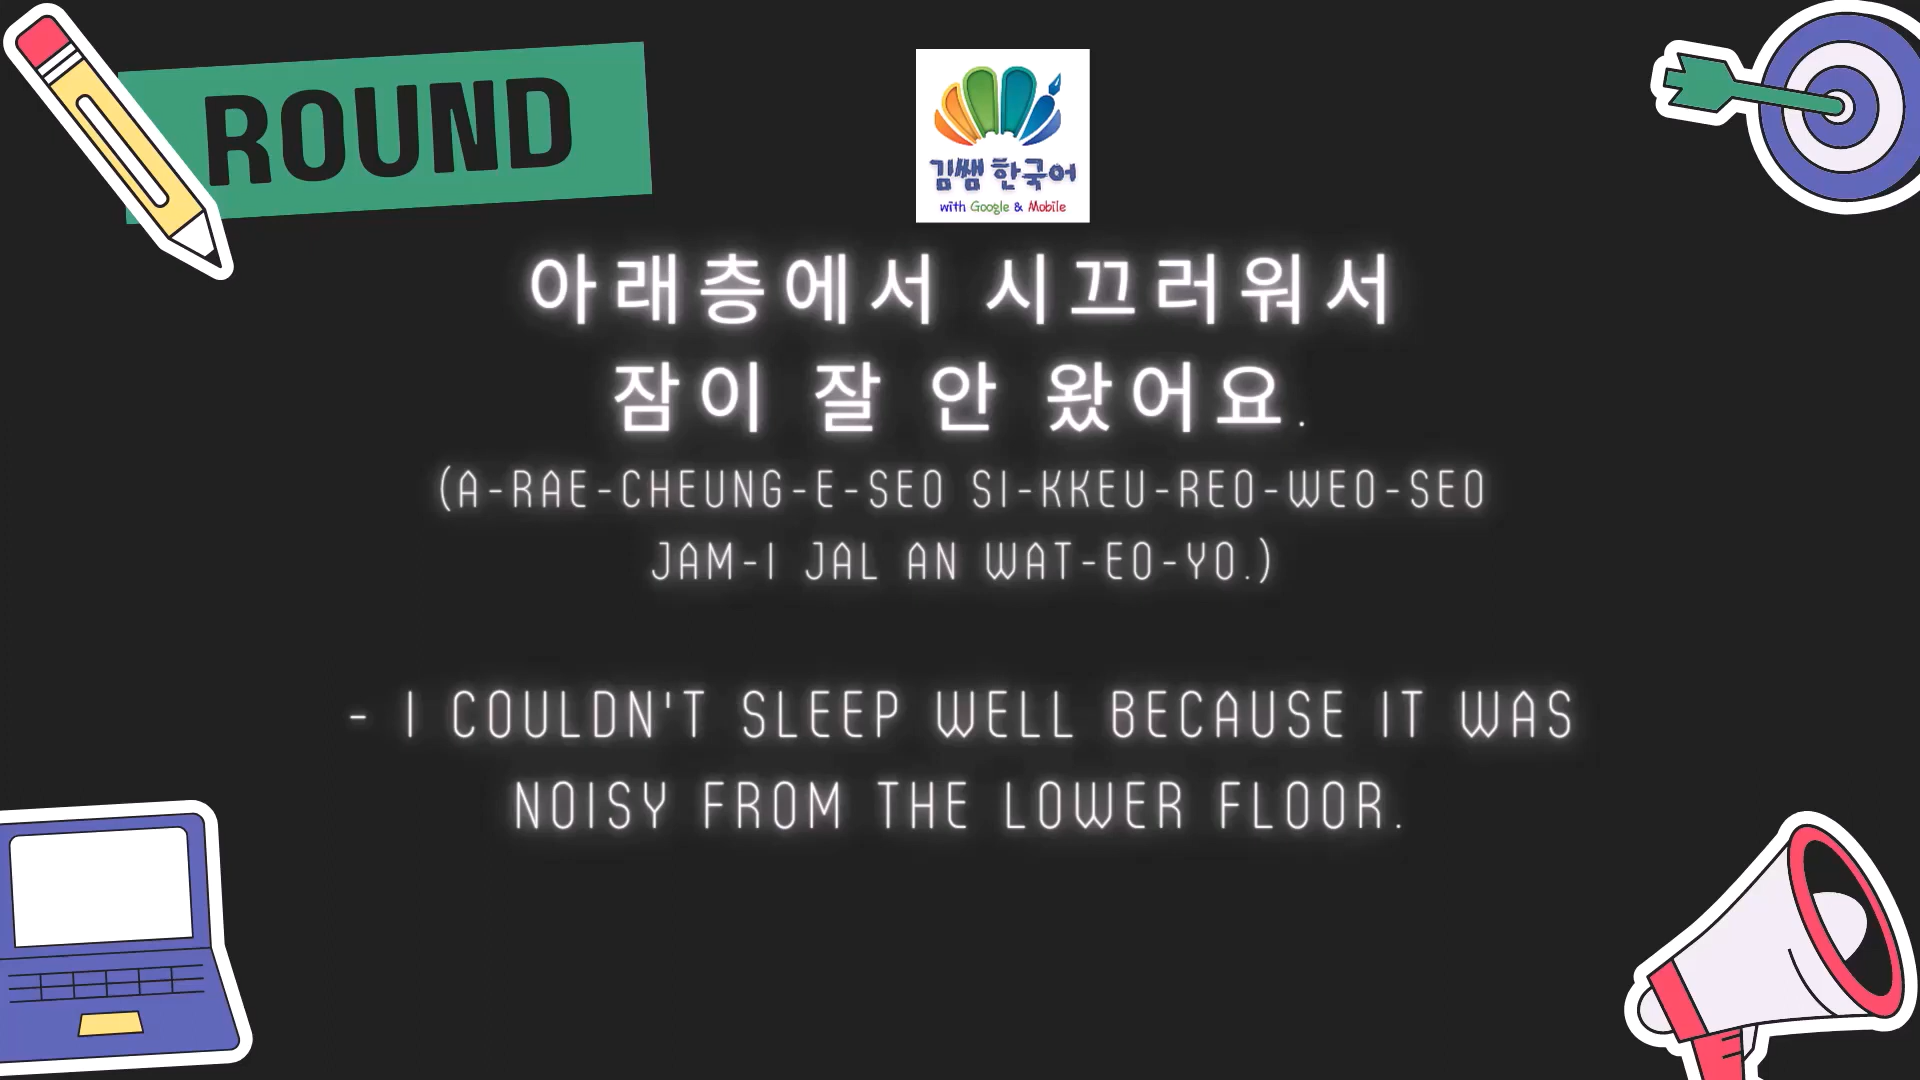 ROUND
김쌤 한국어
with Google & Mobile
아래층에서 시끄러워서
잠이 잘 안 왔어요.
(A-RAE-CHEUNG-E-SEO SI-KKEU-REO-WEO-SEO
JAM-I JAL AN WAT-EO-YO.)
- I COULDN'T SLEEP WELL BECAUSE IT WAS
NOISY FROM THE LOWER FLOOR.